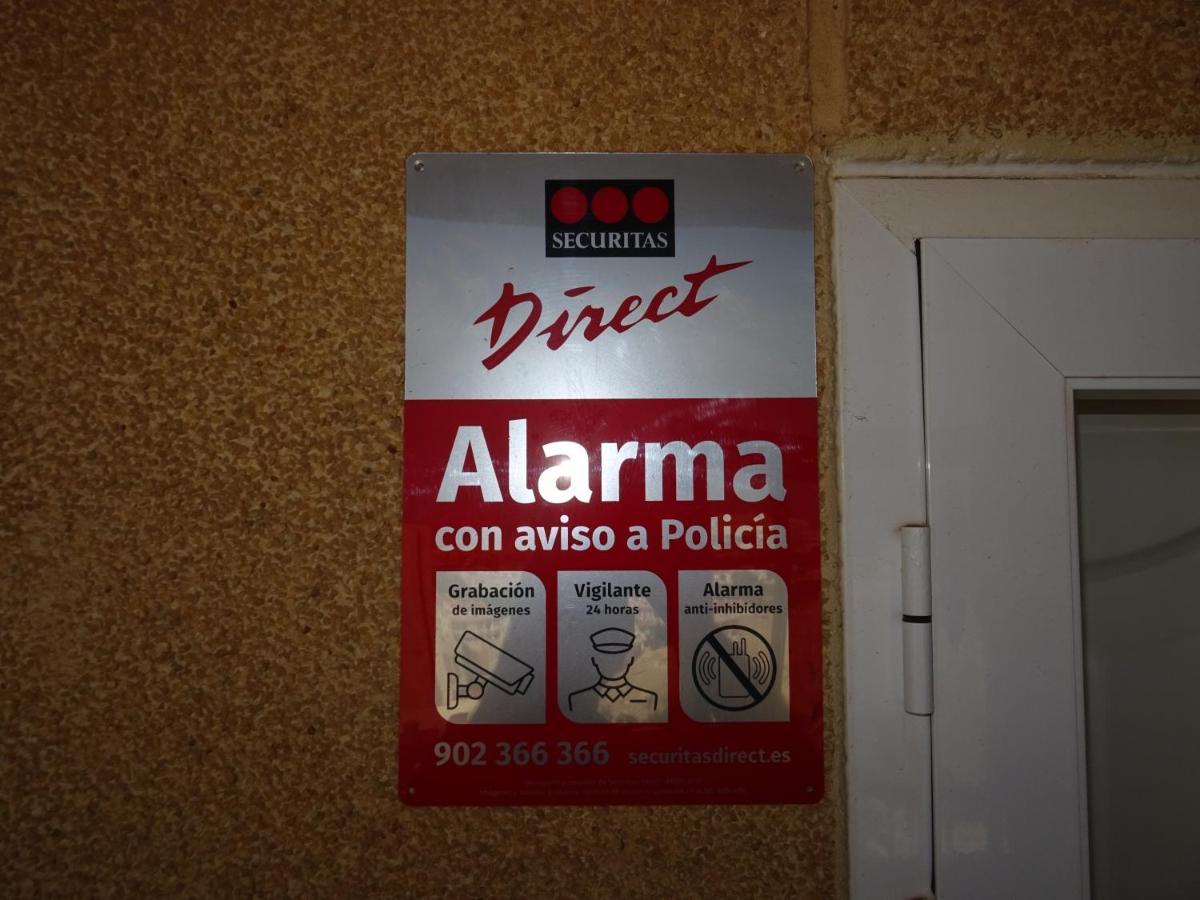 SECURITAS
Direct
Alarma
con aviso a Policía
Grabación
de imágenes
Vigilante
24 horas
Alarma
anti-inhibidores
902 366 366 securitasdirect.es